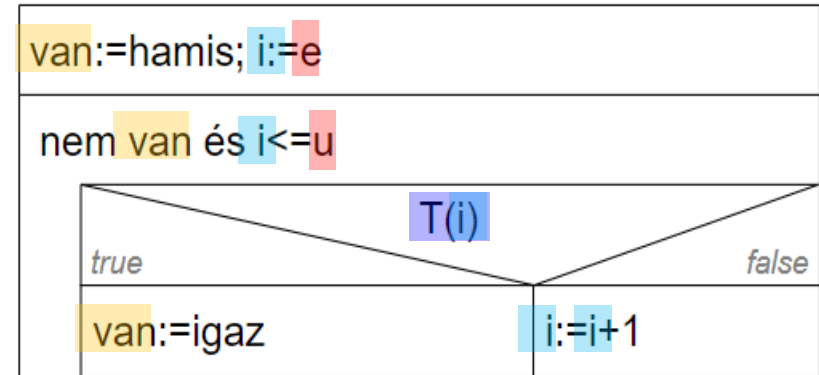 van:=hamis; i:=e
nem van és i<=u
T(i)
true false
van:=igaz i:=i+1